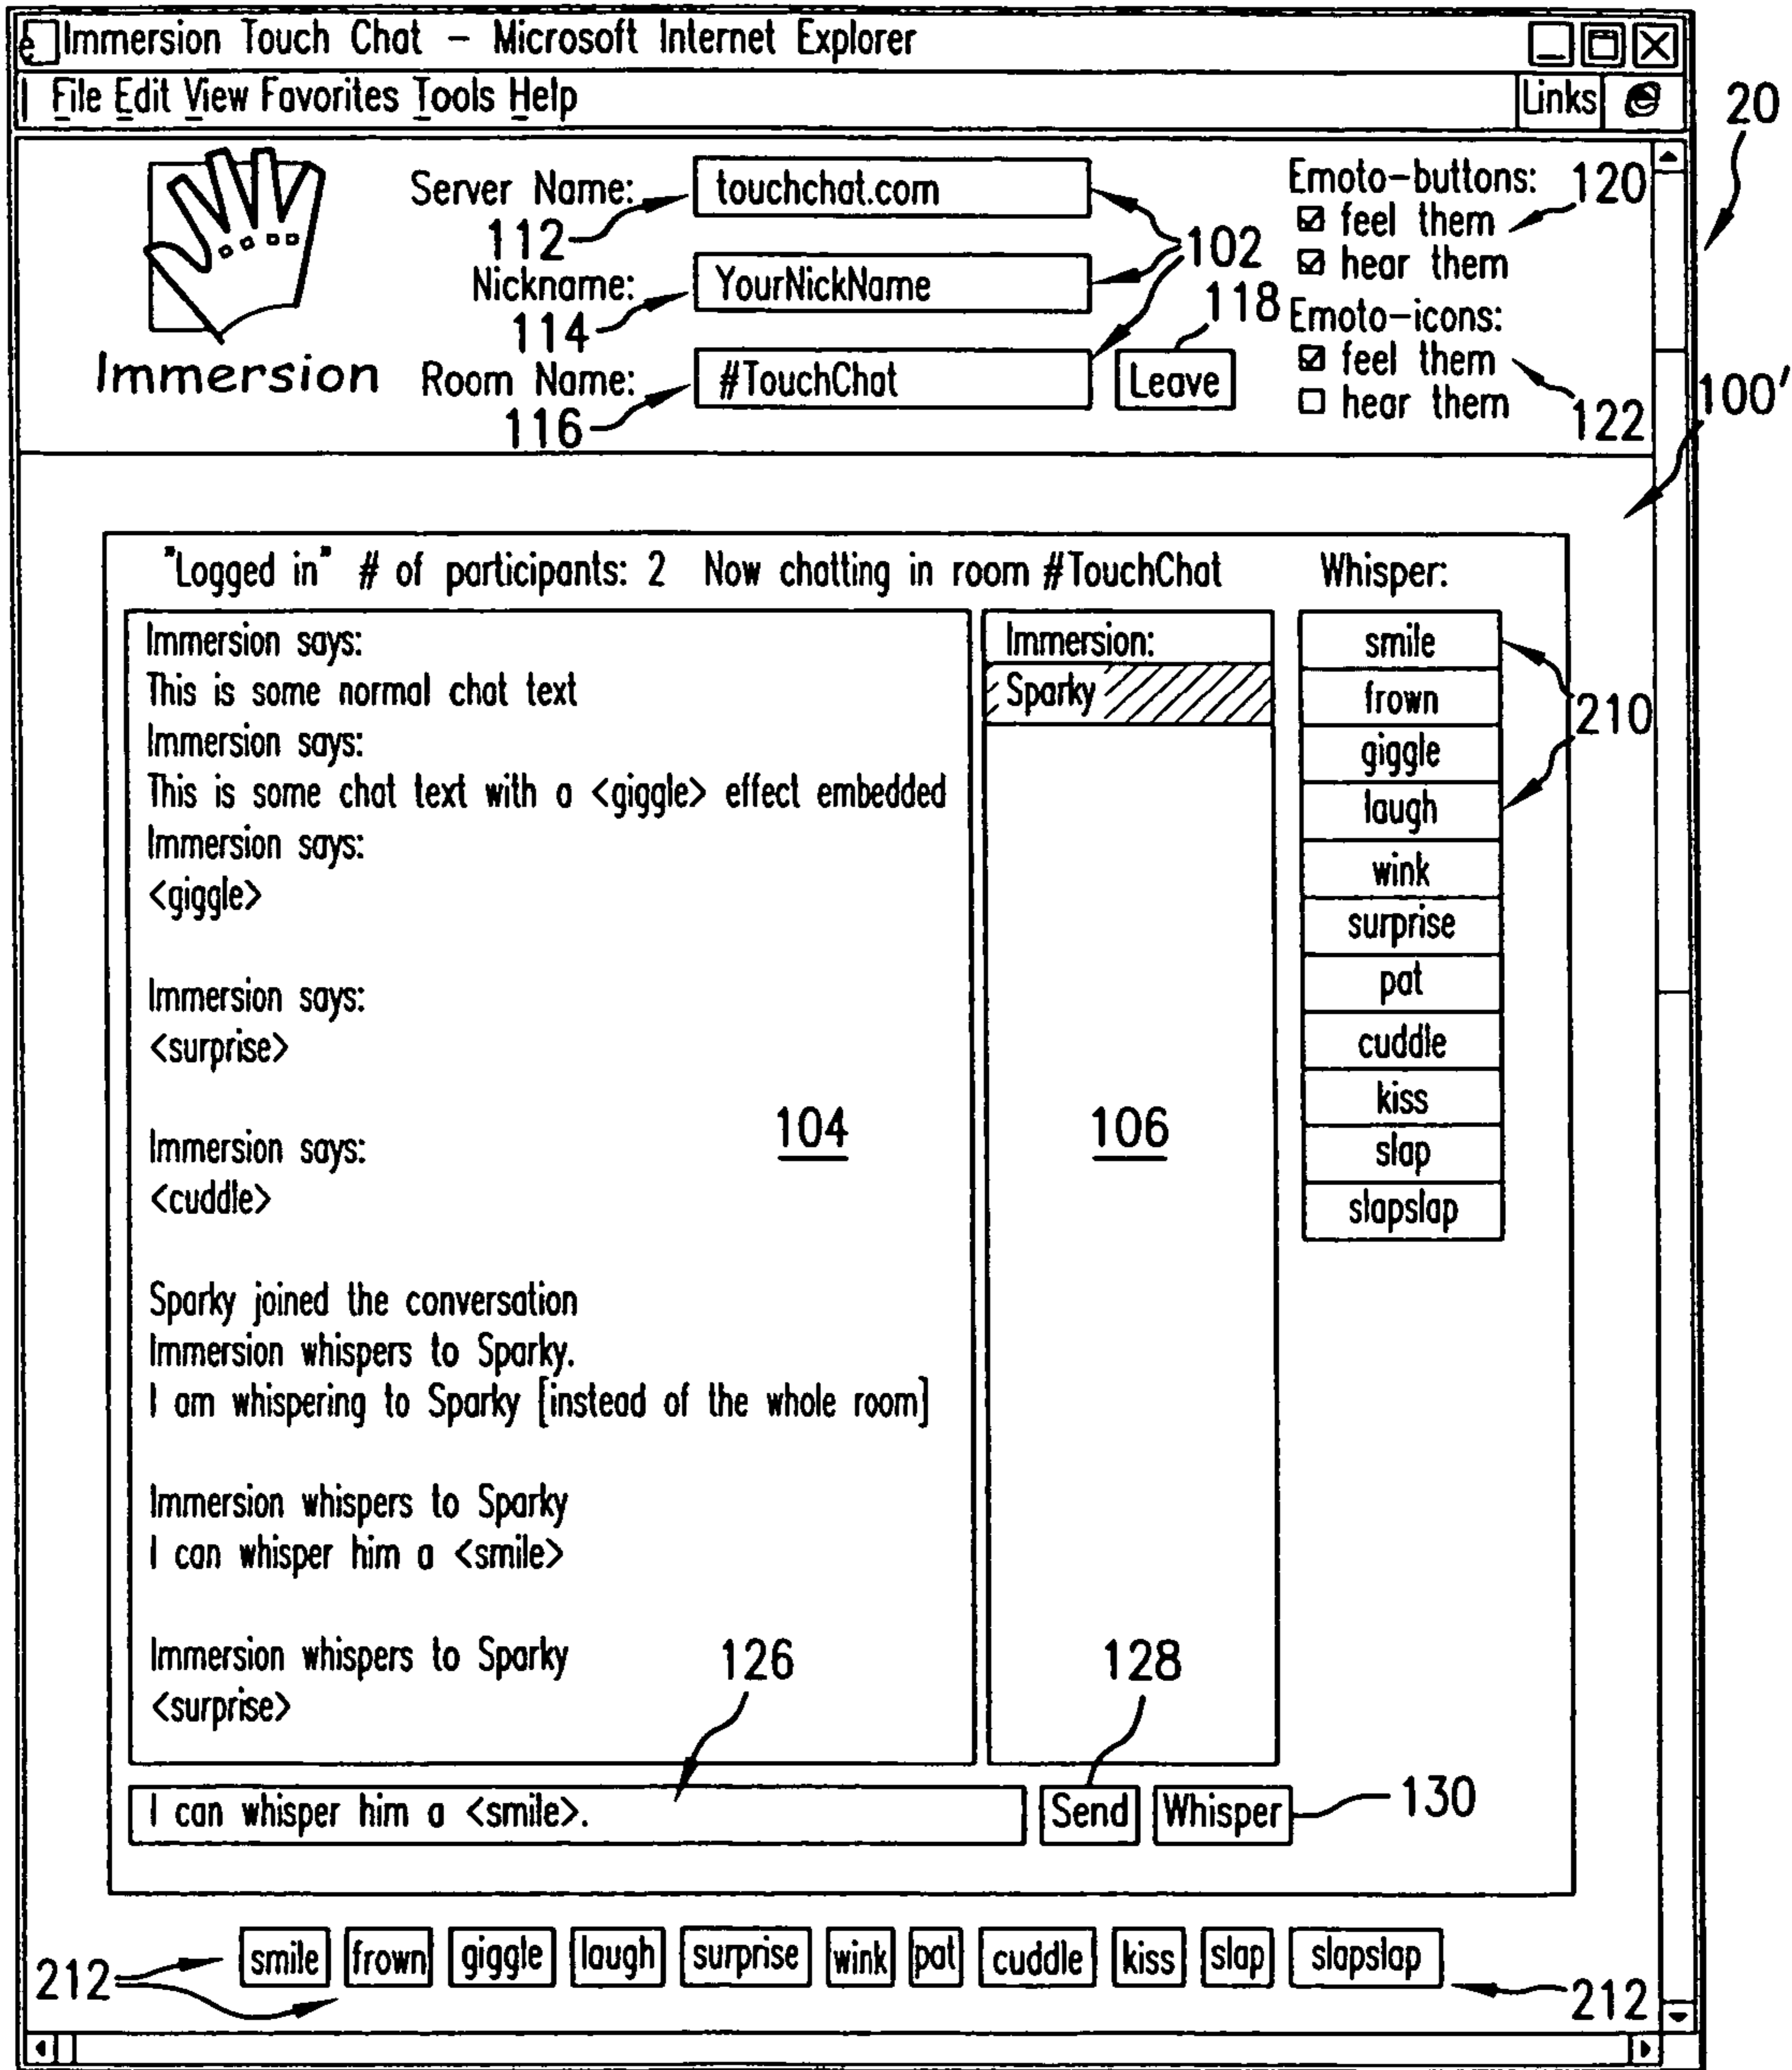 Immersion Touch Chat – Microsoft Internet Explorer
File Edit View Favorites Tools Help
Links
20
Immersion
Server Name: touchchat.com
112
Nickname: YourNickName
114
Room Name: #TouchChat
116
102
118
Leave
Emoto-buttons: 120
☑ feel them
☑ hear them
Emoto-icons:
☑ feel them
☐ hear them
122
100'
"Logged in" # of participants: 2 Now chatting in room #TouchChat
Whisper:
Immersion says:
This is some normal chat text
Immersion says:
This is some chat text with a <giggle> effect embedded
Immersion says:
<giggle>
Immersion says:
<surprise>
Immersion says:
<cuddle>
Sparky joined the conversation
Immersion whispers to Sparky.
I am whispering to Sparky [instead of the whole room]
Immersion whispers to Sparky
I can whisper him a <smile>
Immersion whispers to Sparky
<surprise>
104
Immersion:
Sparky
106
smile
frown
giggle
laugh
wink
surprise
pat
cuddle
kiss
slap
slapslap
210
126
128
I can whisper him a <smile>.
Send
Whisper
130
smile frown giggle laugh surprise wink pat cuddle kiss slap slapslap
212
212